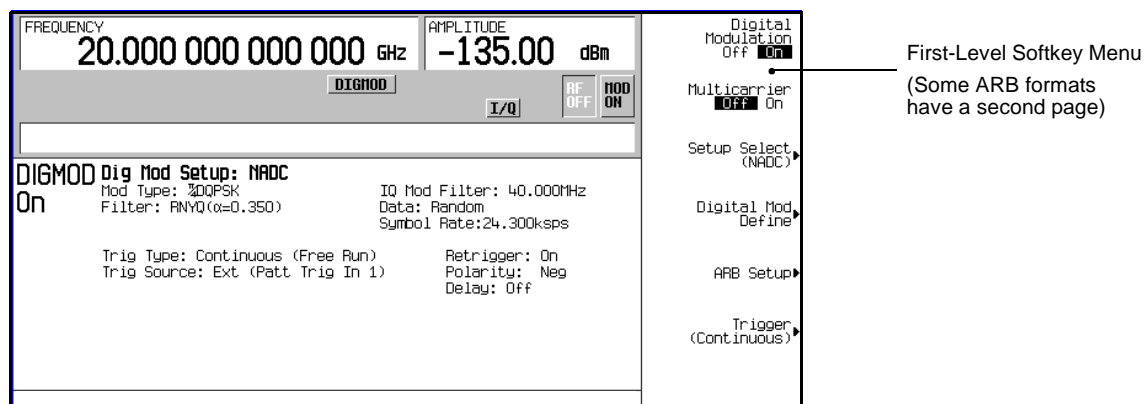 FREQUENCY
20.000 000 000 000 GHz
AMPLITUDE
-135.00 dBm
DIGMOD
I/Q
RF OFF
MOD ON
DIGMOD On
Dig Mod Setup: NADC
Mod Type: π/4DQPSK
Filter: RNYQ(α=0.350)
IQ Mod Filter: 40.000MHz
Data: Random
Symbol Rate:24.300ksps
Trig Type: Continuous (Free Run)
Trig Source: Ext (Patt Trig In 1)
Retrigger: On
Polarity: Neg
Delay: Off
Digital Modulation
Off On
Multicarrier
Off On
Setup Select
(NADC)
Digital Mod
Define
ARB Setup
Trigger
(Continuous)
First-Level Softkey Menu
(Some ARB formats
have a second page)